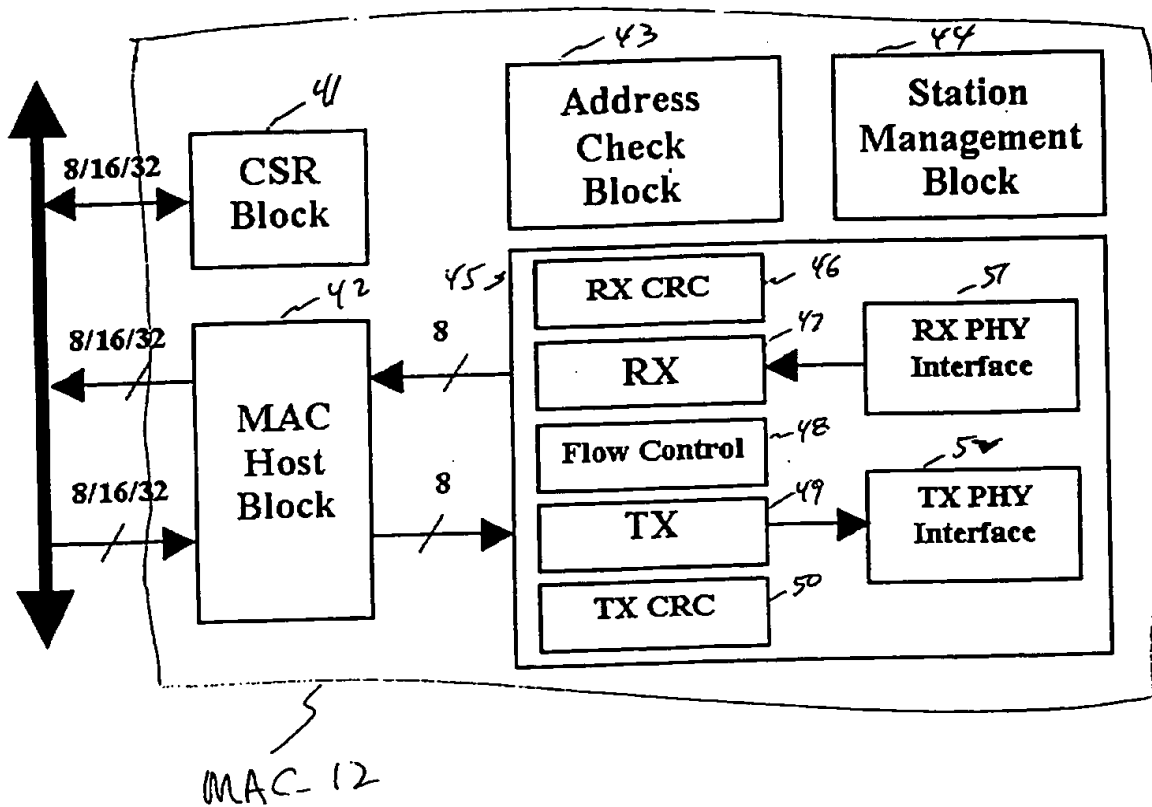 43
44
41
Address
Check
Block
Station
Management
Block
8/16/32
CSR
Block
42
45
RX CRC
46
51
8/16/32
8
47
RX
RX PHY
Interface
MAC
Host
Block
Flow Control
48
52
8/16/32
8
49
TX
TX PHY
Interface
50
TX CRC
MAC-12